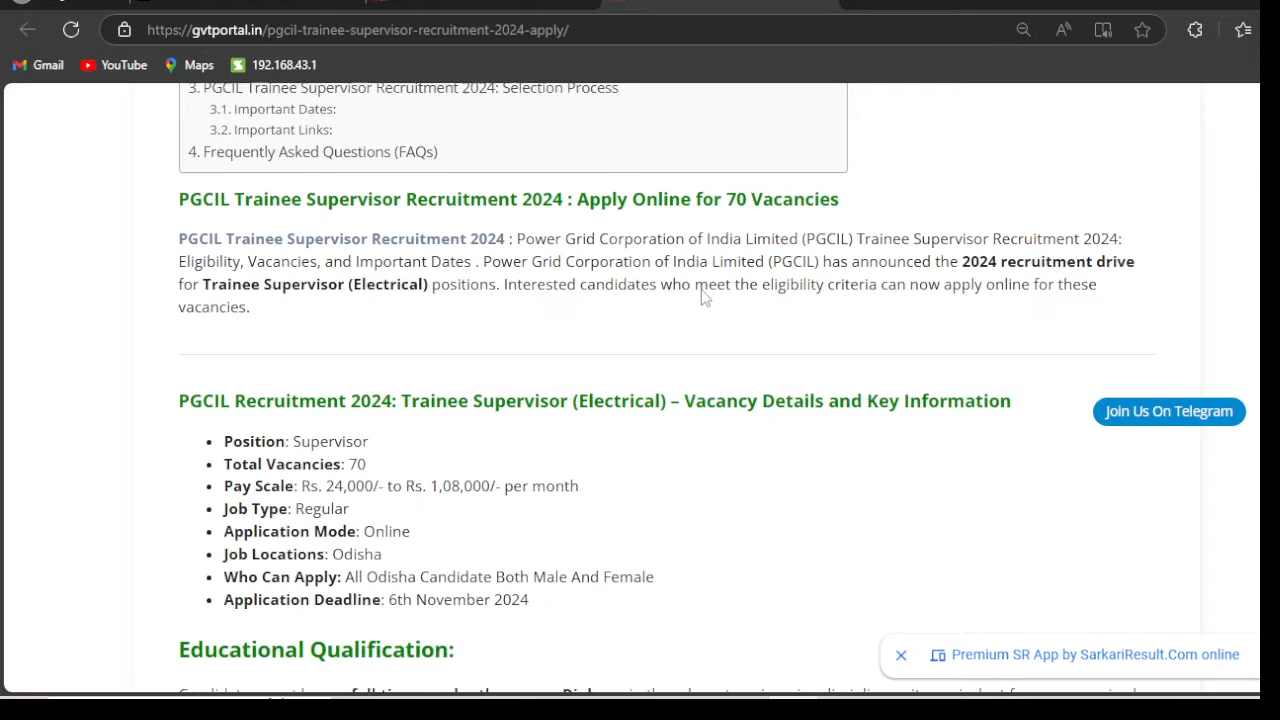 https://gvtportal.in/pgcil-trainee-supervisor-recruitment-2024-apply/
Gmail YouTube Maps 192.168.43.1
3. PGCIL Trainee Supervisor Recruitment 2024: Selection Process
3.1. Important Dates:
3.2. Important Links:
4. Frequently Asked Questions (FAQs)
PGCIL Trainee Supervisor Recruitment 2024 : Apply Online for 70 Vacancies
PGCIL Trainee Supervisor Recruitment 2024 : Power Grid Corporation of India Limited (PGCIL) Trainee Supervisor Recruitment 2024:
Eligibility, Vacancies, and Important Dates . Power Grid Corporation of India Limited (PGCIL) has announced the 2024 recruitment drive
for Trainee Supervisor (Electrical) positions. Interested candidates who meet the eligibility criteria can now apply online for these
vacancies.
PGCIL Recruitment 2024: Trainee Supervisor (Electrical) – Vacancy Details and Key Information
Join Us On Telegram
• Position: Supervisor
• Total Vacancies: 70
• Pay Scale: Rs. 24,000/- to Rs. 1,08,000/- per month
• Job Type: Regular
• Application Mode: Online
• Job Locations: Odisha
• Who Can Apply: All Odisha Candidate Both Male And Female
• Application Deadline: 6th November 2024
Educational Qualification:
Premium SR App by SarkariResult.Com online